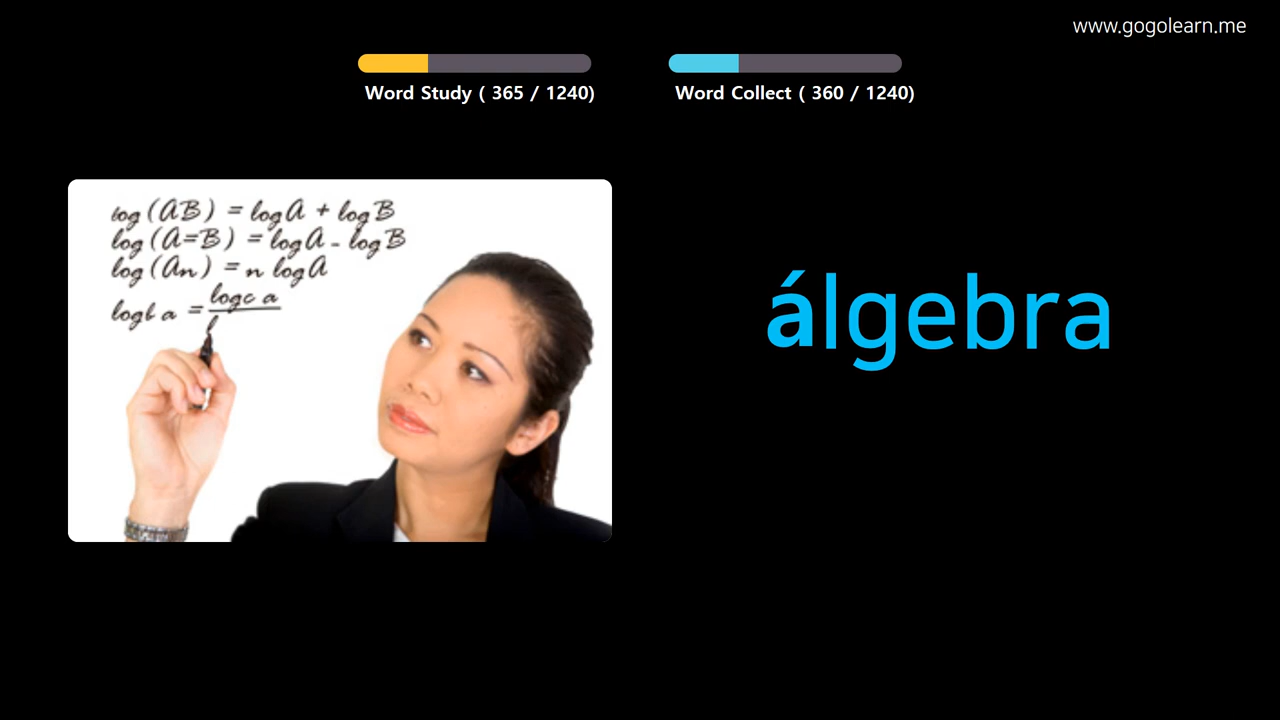 www.gogolearn.me
Word Study ( 365 / 1240)
Word Collect ( 360 / 1240)
log (AB) = log A + log B
log (A=B) = log A - log B
log (An) = n log A
logb a = logc a
álgebra